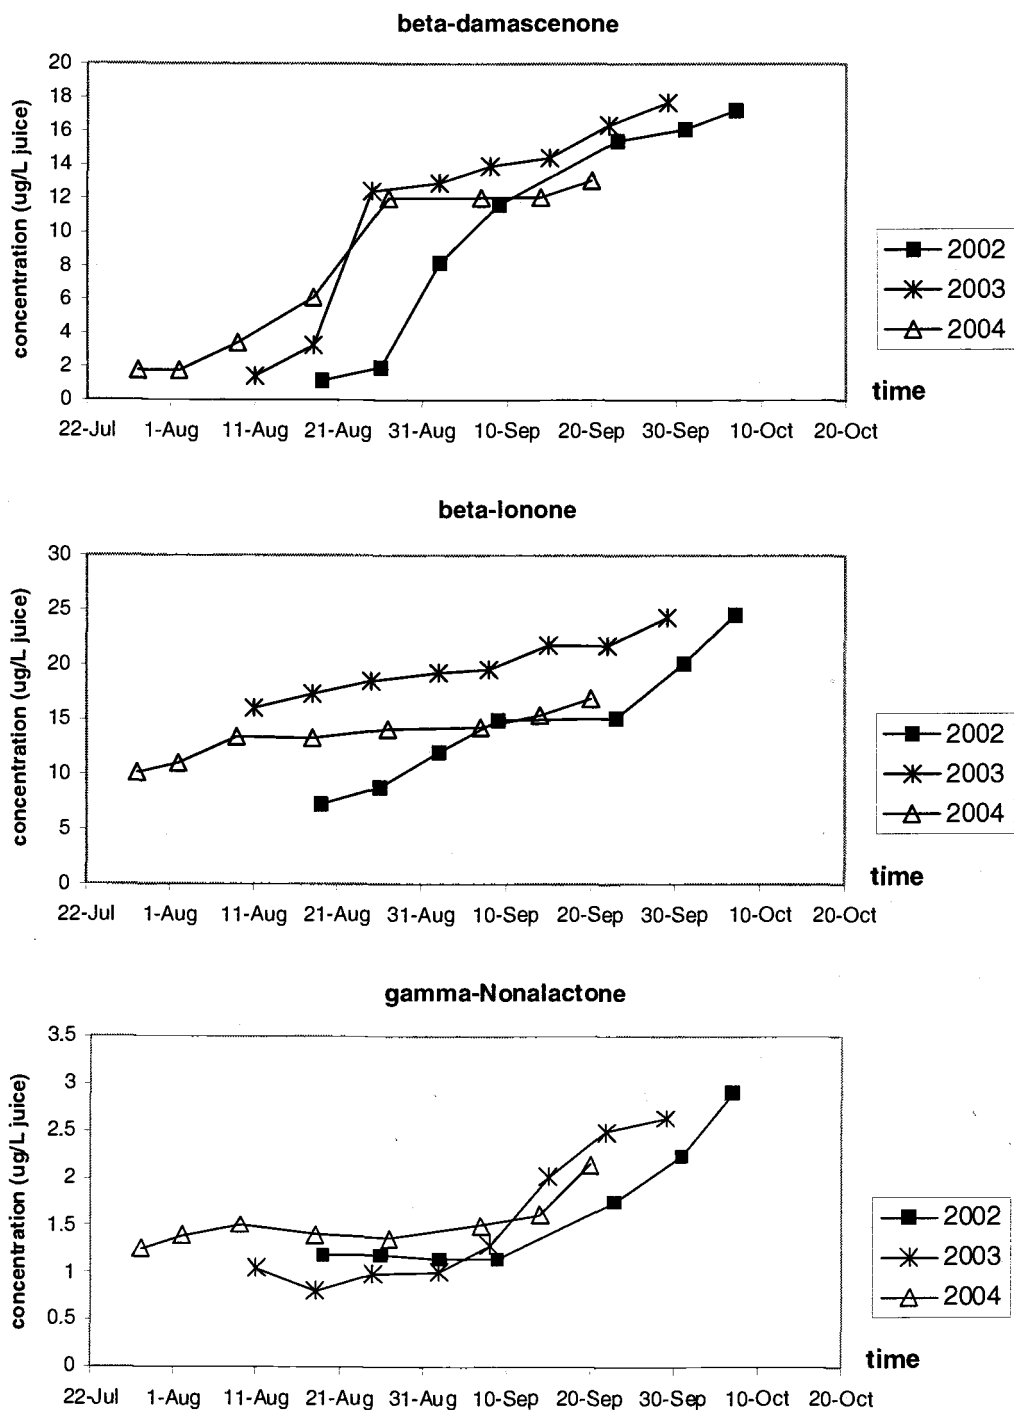 beta-damascenone
concentration (ug/L juice)
20
18
16
14
12
10
8
6
4
2
0
22-Jul 1-Aug 11-Aug 21-Aug 31-Aug 10-Sep 20-Sep 30-Sep 10-Oct 20-Oct
time
2002
2003
2004
beta-Ionone
concentration (ug/L juice)
30
25
20
15
10
5
0
22-Jul 1-Aug 11-Aug 21-Aug 31-Aug 10-Sep 20-Sep 30-Sep 10-Oct 20-Oct
time
2002
2003
2004
gamma-Nonalactone
concentration (ug/L juice)
3.5
3
2.5
2
1.5
1
0.5
0
22-Jul 1-Aug 11-Aug 21-Aug 31-Aug 10-Sep 20-Sep 30-Sep 10-Oct 20-Oct
time
2002
2003
2004